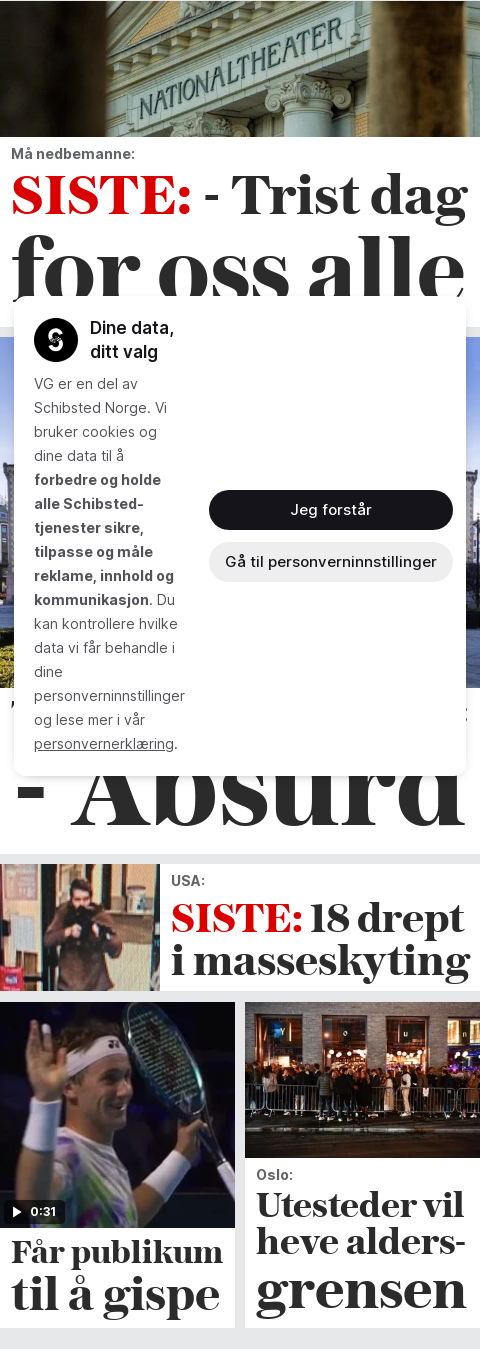 NATIONALTHEATER
Må nedbemanne:
SISTE: - Trist dag
for oss alle
Dine data,
ditt valg
VG er en del av
Schibsted Norge. Vi
bruker cookies og
dine data til å
forbedre og holde
alle Schibsted-
tjenester sikre,
tilpasse og måle
reklame, innhold og
kommunikasjon. Du
kan kontrollere hvilke
data vi får behandle i
dine
personverninnstillinger
og lese mer i vår
personvernerklæring.
Jeg forstår
Gå til personverninnstillinger
- Absurd
USA:
SISTE: 18 drept
i masseskyting
0:31
Får publikum
til å gispe
Oslo:
Utesteder vil
heve alders-
grensen